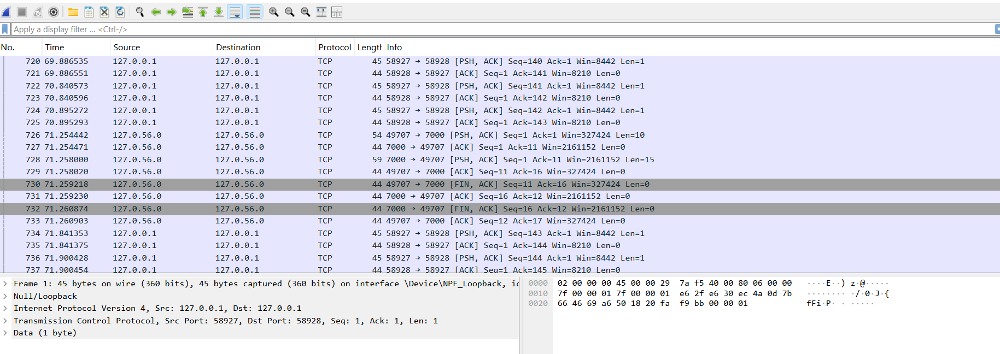 Apply a display filter ... <Ctrl-/>
No. Time Source Destination Protocol Length Info
720 69.886535 127.0.0.1 127.0.0.1 TCP 45 58927 → 58928 [PSH, ACK] Seq=140 Ack=1 Win=8442 Len=1
721 69.886551 127.0.0.1 127.0.0.1 TCP 44 58928 → 58927 [ACK] Seq=1 Ack=141 Win=8210 Len=0
722 70.840573 127.0.0.1 127.0.0.1 TCP 45 58927 → 58928 [PSH, ACK] Seq=141 Ack=1 Win=8442 Len=1
723 70.840596 127.0.0.1 127.0.0.1 TCP 44 58928 → 58927 [ACK] Seq=1 Ack=142 Win=8210 Len=0
724 70.895272 127.0.0.1 127.0.0.1 TCP 45 58927 → 58928 [PSH, ACK] Seq=142 Ack=1 Win=8442 Len=1
725 70.895293 127.0.0.1 127.0.0.1 TCP 44 58928 → 58927 [ACK] Seq=1 Ack=143 Win=8210 Len=0
726 71.254442 127.0.56.0 127.0.56.0 TCP 54 49707 → 7000 [PSH, ACK] Seq=1 Ack=1 Win=327424 Len=10
727 71.254471 127.0.56.0 127.0.56.0 TCP 44 7000 → 49707 [ACK] Seq=1 Ack=11 Win=2161152 Len=0
728 71.258000 127.0.56.0 127.0.56.0 TCP 59 7000 → 49707 [PSH, ACK] Seq=1 Ack=11 Win=2161152 Len=15
729 71.258020 127.0.56.0 127.0.56.0 TCP 44 49707 → 7000 [ACK] Seq=11 Ack=16 Win=327424 Len=0
730 71.259218 127.0.56.0 127.0.56.0 TCP 44 49707 → 7000 [FIN, ACK] Seq=11 Ack=16 Win=327424 Len=0
731 71.259230 127.0.56.0 127.0.56.0 TCP 44 7000 → 49707 [ACK] Seq=16 Ack=12 Win=2161152 Len=0
732 71.260874 127.0.56.0 127.0.56.0 TCP 44 7000 → 49707 [FIN, ACK] Seq=16 Ack=12 Win=2161152 Len=0
733 71.260903 127.0.56.0 127.0.56.0 TCP 44 49707 → 7000 [ACK] Seq=12 Ack=17 Win=327424 Len=0
734 71.841353 127.0.0.1 127.0.0.1 TCP 45 58927 → 58928 [PSH, ACK] Seq=143 Ack=1 Win=8442 Len=1
735 71.841375 127.0.0.1 127.0.0.1 TCP 44 58928 → 58927 [ACK] Seq=1 Ack=144 Win=8210 Len=0
736 71.900428 127.0.0.1 127.0.0.1 TCP 45 58927 → 58928 [PSH, ACK] Seq=144 Ack=1 Win=8442 Len=1
737 71.900454 127.0.0.1 127.0.0.1 TCP 44 58928 → 58927 [ACK] Seq=1 Ack=145 Win=8210 Len=0
Frame 1: 45 bytes on wire (360 bits), 45 bytes captured (360 bits) on interface \Device\NPF_Loopback, id
Null/Loopback
Internet Protocol Version 4, Src: 127.0.0.1, Dst: 127.0.0.1
Transmission Control Protocol, Src Port: 58927, Dst Port: 58928, Seq: 1, Ack: 1, Len: 1
Data (1 byte)
0000 02 00 00 00 45 00 00 29 7a f5 40 00 80 06 00 00 ····E··) z·@·····
0010 7f 00 00 01 7f 00 00 01 e6 2f e6 30 ec 4a 0d 7b ········ ·/·0·J·{
0020 66 46 69 a6 50 18 20 fa f9 bb 00 00 01 fFi·P· · ·····